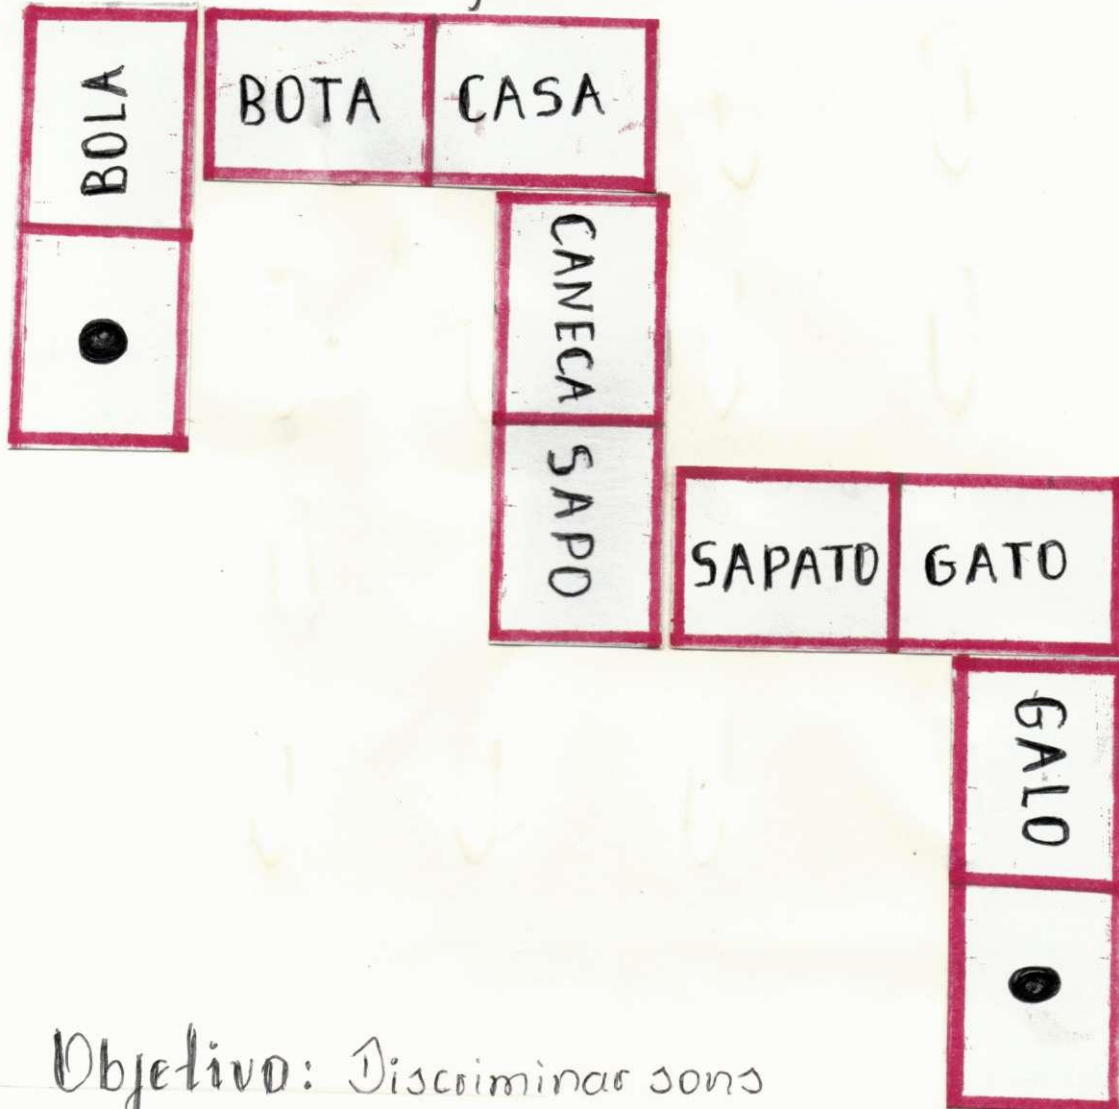 BOLA
BOTA CASA
CANECA
SAPO
SAPATO GATO
GALO
Objetivo: Discriminar sons